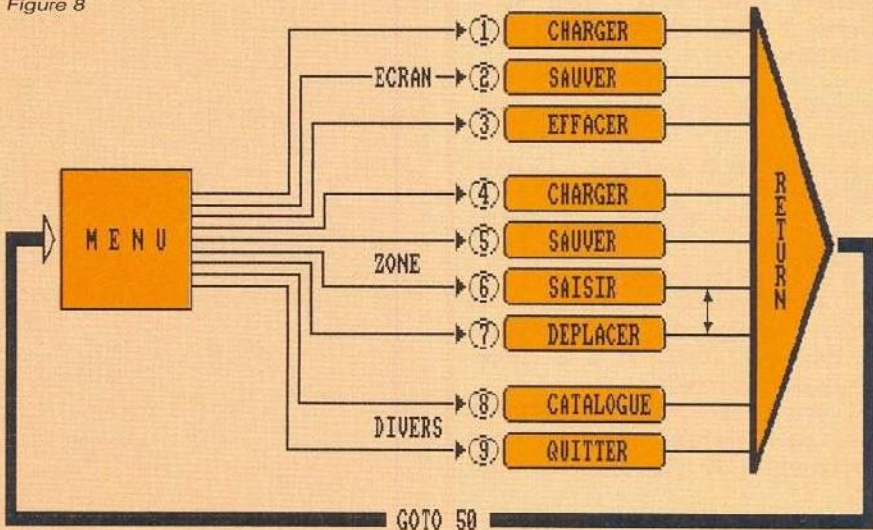 Figure 8
1 CHARGER
ECRAN 2 SAUVER
3 EFFACER
4 CHARGER
MENU
5 SAUVER
ZONE
6 SAISIR
7 DEPLACER
RETURN
8 CATALOGUE
DIVERS
9 QUITTER
GOTO 50